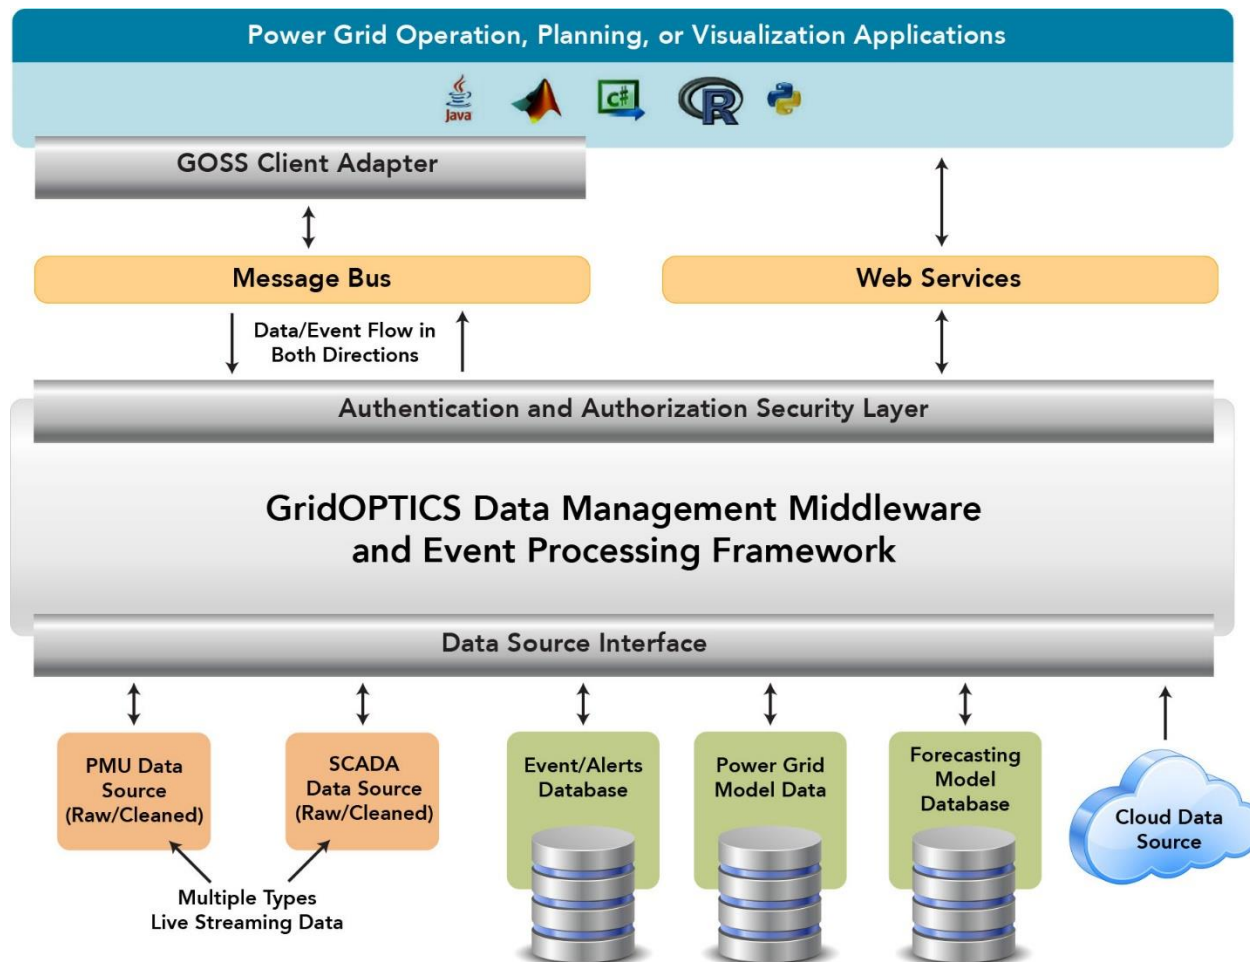 Power Grid Operation, Planning, or Visualization Applications
Java
C#
R
GOSS Client Adapter
Message Bus
Web Services
Data/Event Flow in
Both Directions
Authentication and Authorization Security Layer
GridOPTICS Data Management Middleware
and Event Processing Framework
Data Source Interface
PMU Data
Source
(Raw/Cleaned)
SCADA
Data Source
(Raw/Cleaned)
Event/Alerts
Database
Power Grid
Model Data
Forecasting
Model
Database
Cloud Data
Source
Multiple Types
Live Streaming Data